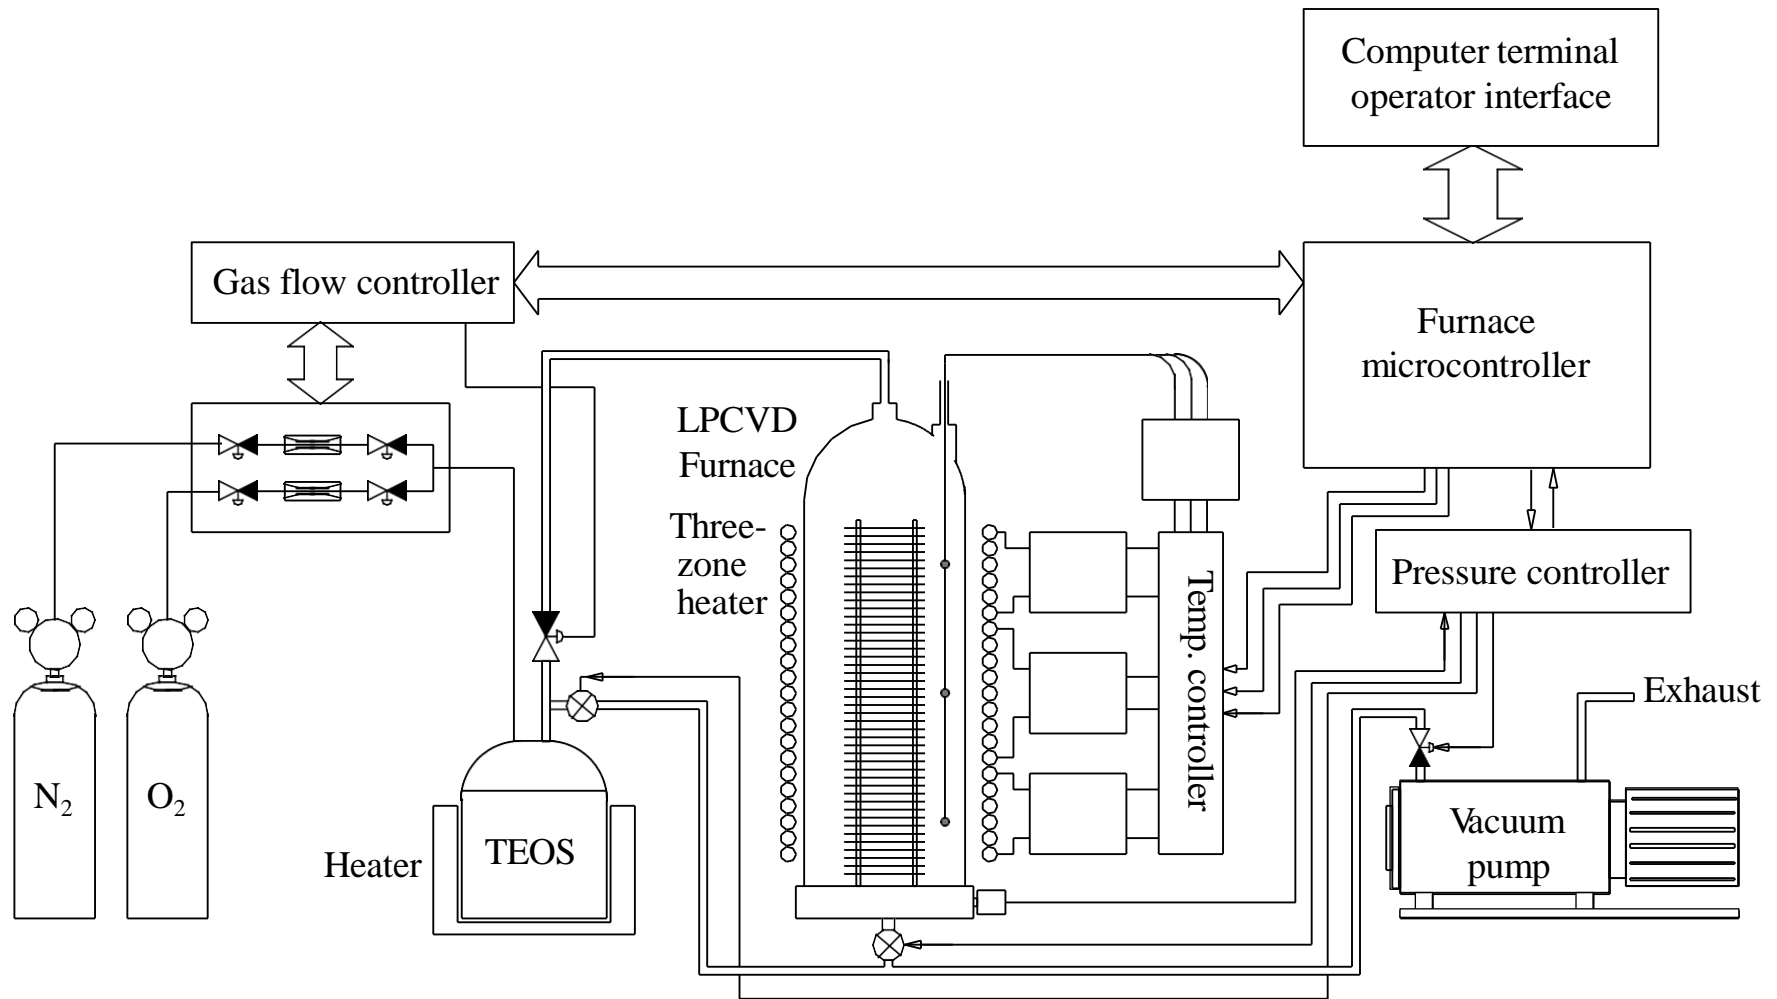 Computer terminal
operator interface
Gas flow controller
Furnace
microcontroller
LPCVD
Furnace
Three-
zone
heater
Temp. controller
Pressure controller
Exhaust
N₂
O₂
Heater
TEOS
Vacuum
pump